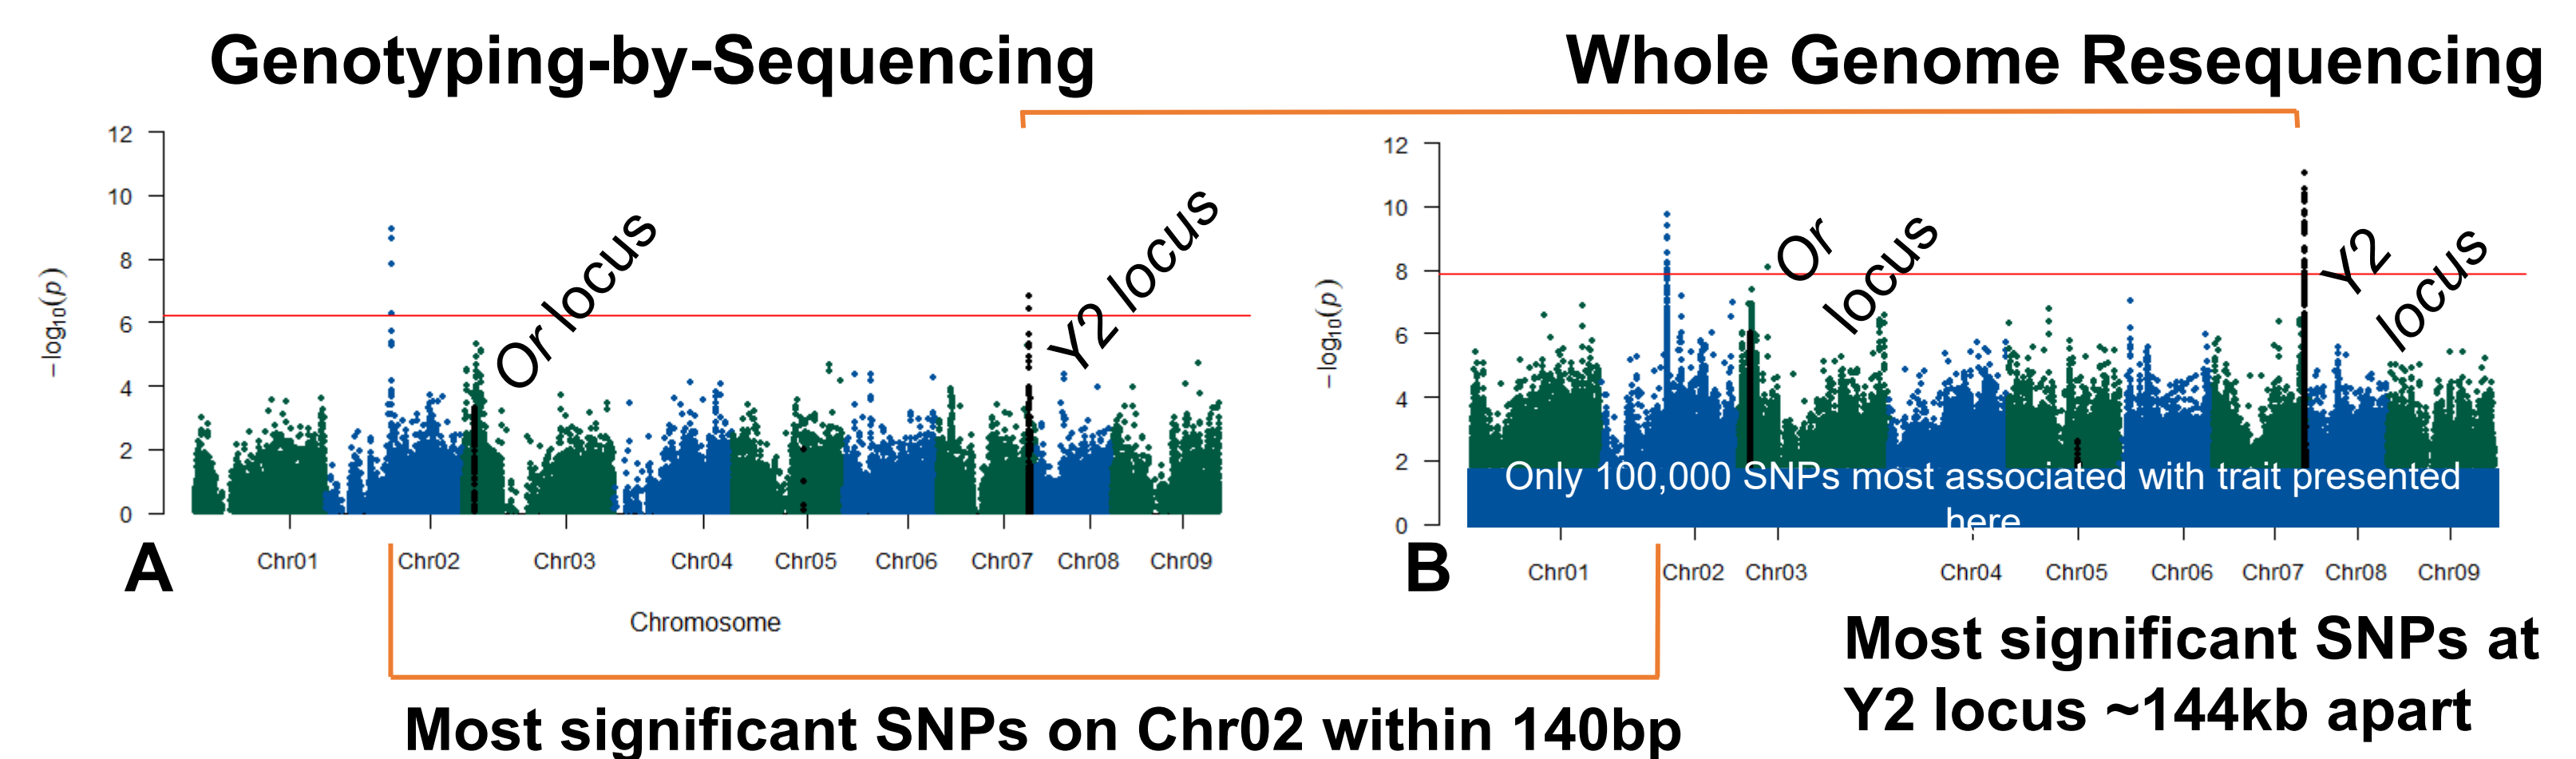 Genotyping-by-Sequencing
Whole Genome Resequencing
12
10
8
6
4
2
0
−log10(p)
Or locus
Y2 locus
Chr01
Chr02
Chr03
Chr04
Chr05
Chr06
Chr07
Chr08
Chr09
A
Chromosome
12
10
8
6
4
2
0
−log10(p)
Or
locus
Y2
locus
Only 100,000 SNPs most associated with trait presented
here
Chr01
Chr02
Chr03
Chr04
Chr05
Chr06
Chr07
Chr08
Chr09
B
Most significant SNPs on Chr02 within 140bp
Most significant SNPs at
Y2 locus ~144kb apart